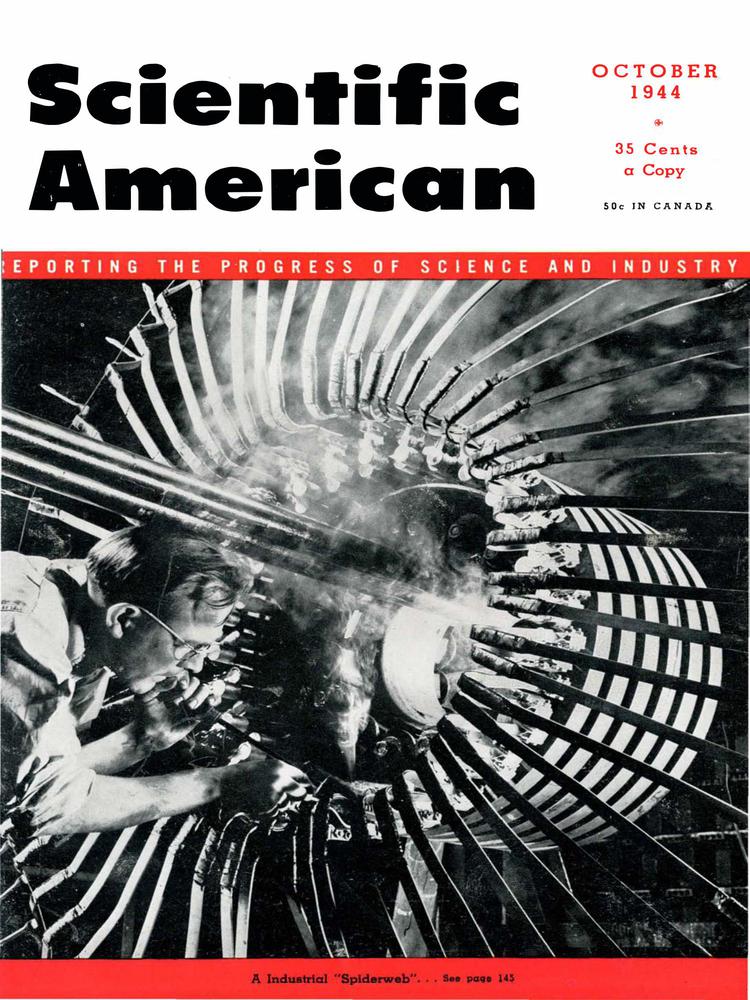 Scientific
American
OCTOBER
1944
35 Cents
a Copy
50c IN CANADA
EPORTING THE PROGRESS OF SCIENCE AND INDUSTRY
A Industrial "Spiderweb". . . See page 145